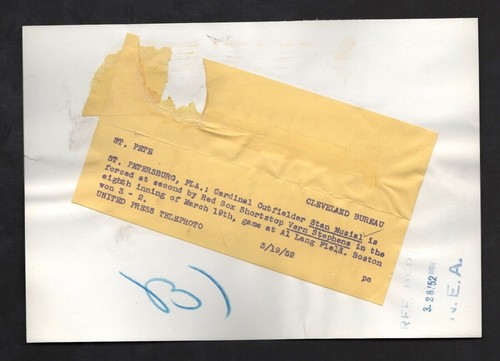 ST. PETE
CLEVELAND BUREAU
ST. PETERSBURG, FLA.: Cardinal Outfielder Stan Musial is
forced at second by Red Sox Shortstop Vern Stephens in the
eighth inning of March 19th, game at Al Lang Field. Boston
won 3 - 2.
UNITED PRESS TELEPHOTO
3/19/52
pc
3-28/52
N. E. A.